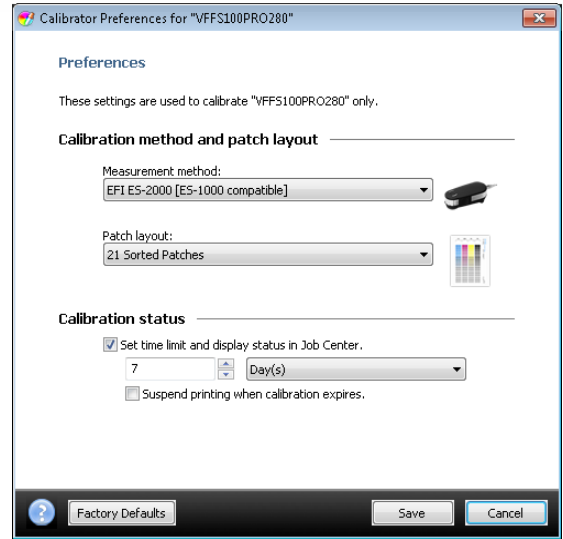 Calibrator Preferences for "VFFS100PRO280"
Preferences
These settings are used to calibrate "VFFS100PRO280" only.
Calibration method and patch layout
Measurement method:
EFI ES-2000 [ES-1000 compatible]
Patch layout:
21 Sorted Patches
Calibration status
Set time limit and display status in Job Center.
7 Day(s)
Suspend printing when calibration expires.
? Factory Defaults Save Cancel